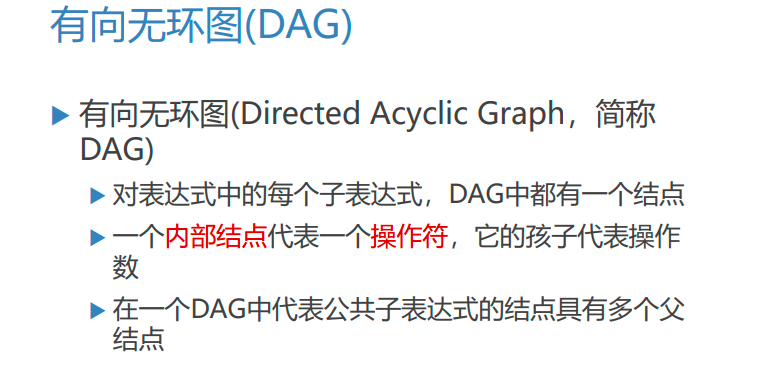 有向无环图(DAG)
有向无环图(Directed Acyclic Graph，简称
DAG)
对表达式中的每个子表达式，DAG中都有一个结点
一个内部结点代表一个操作符，它的孩子代表操作
数
在一个DAG中代表公共子表达式的结点具有多个父
结点